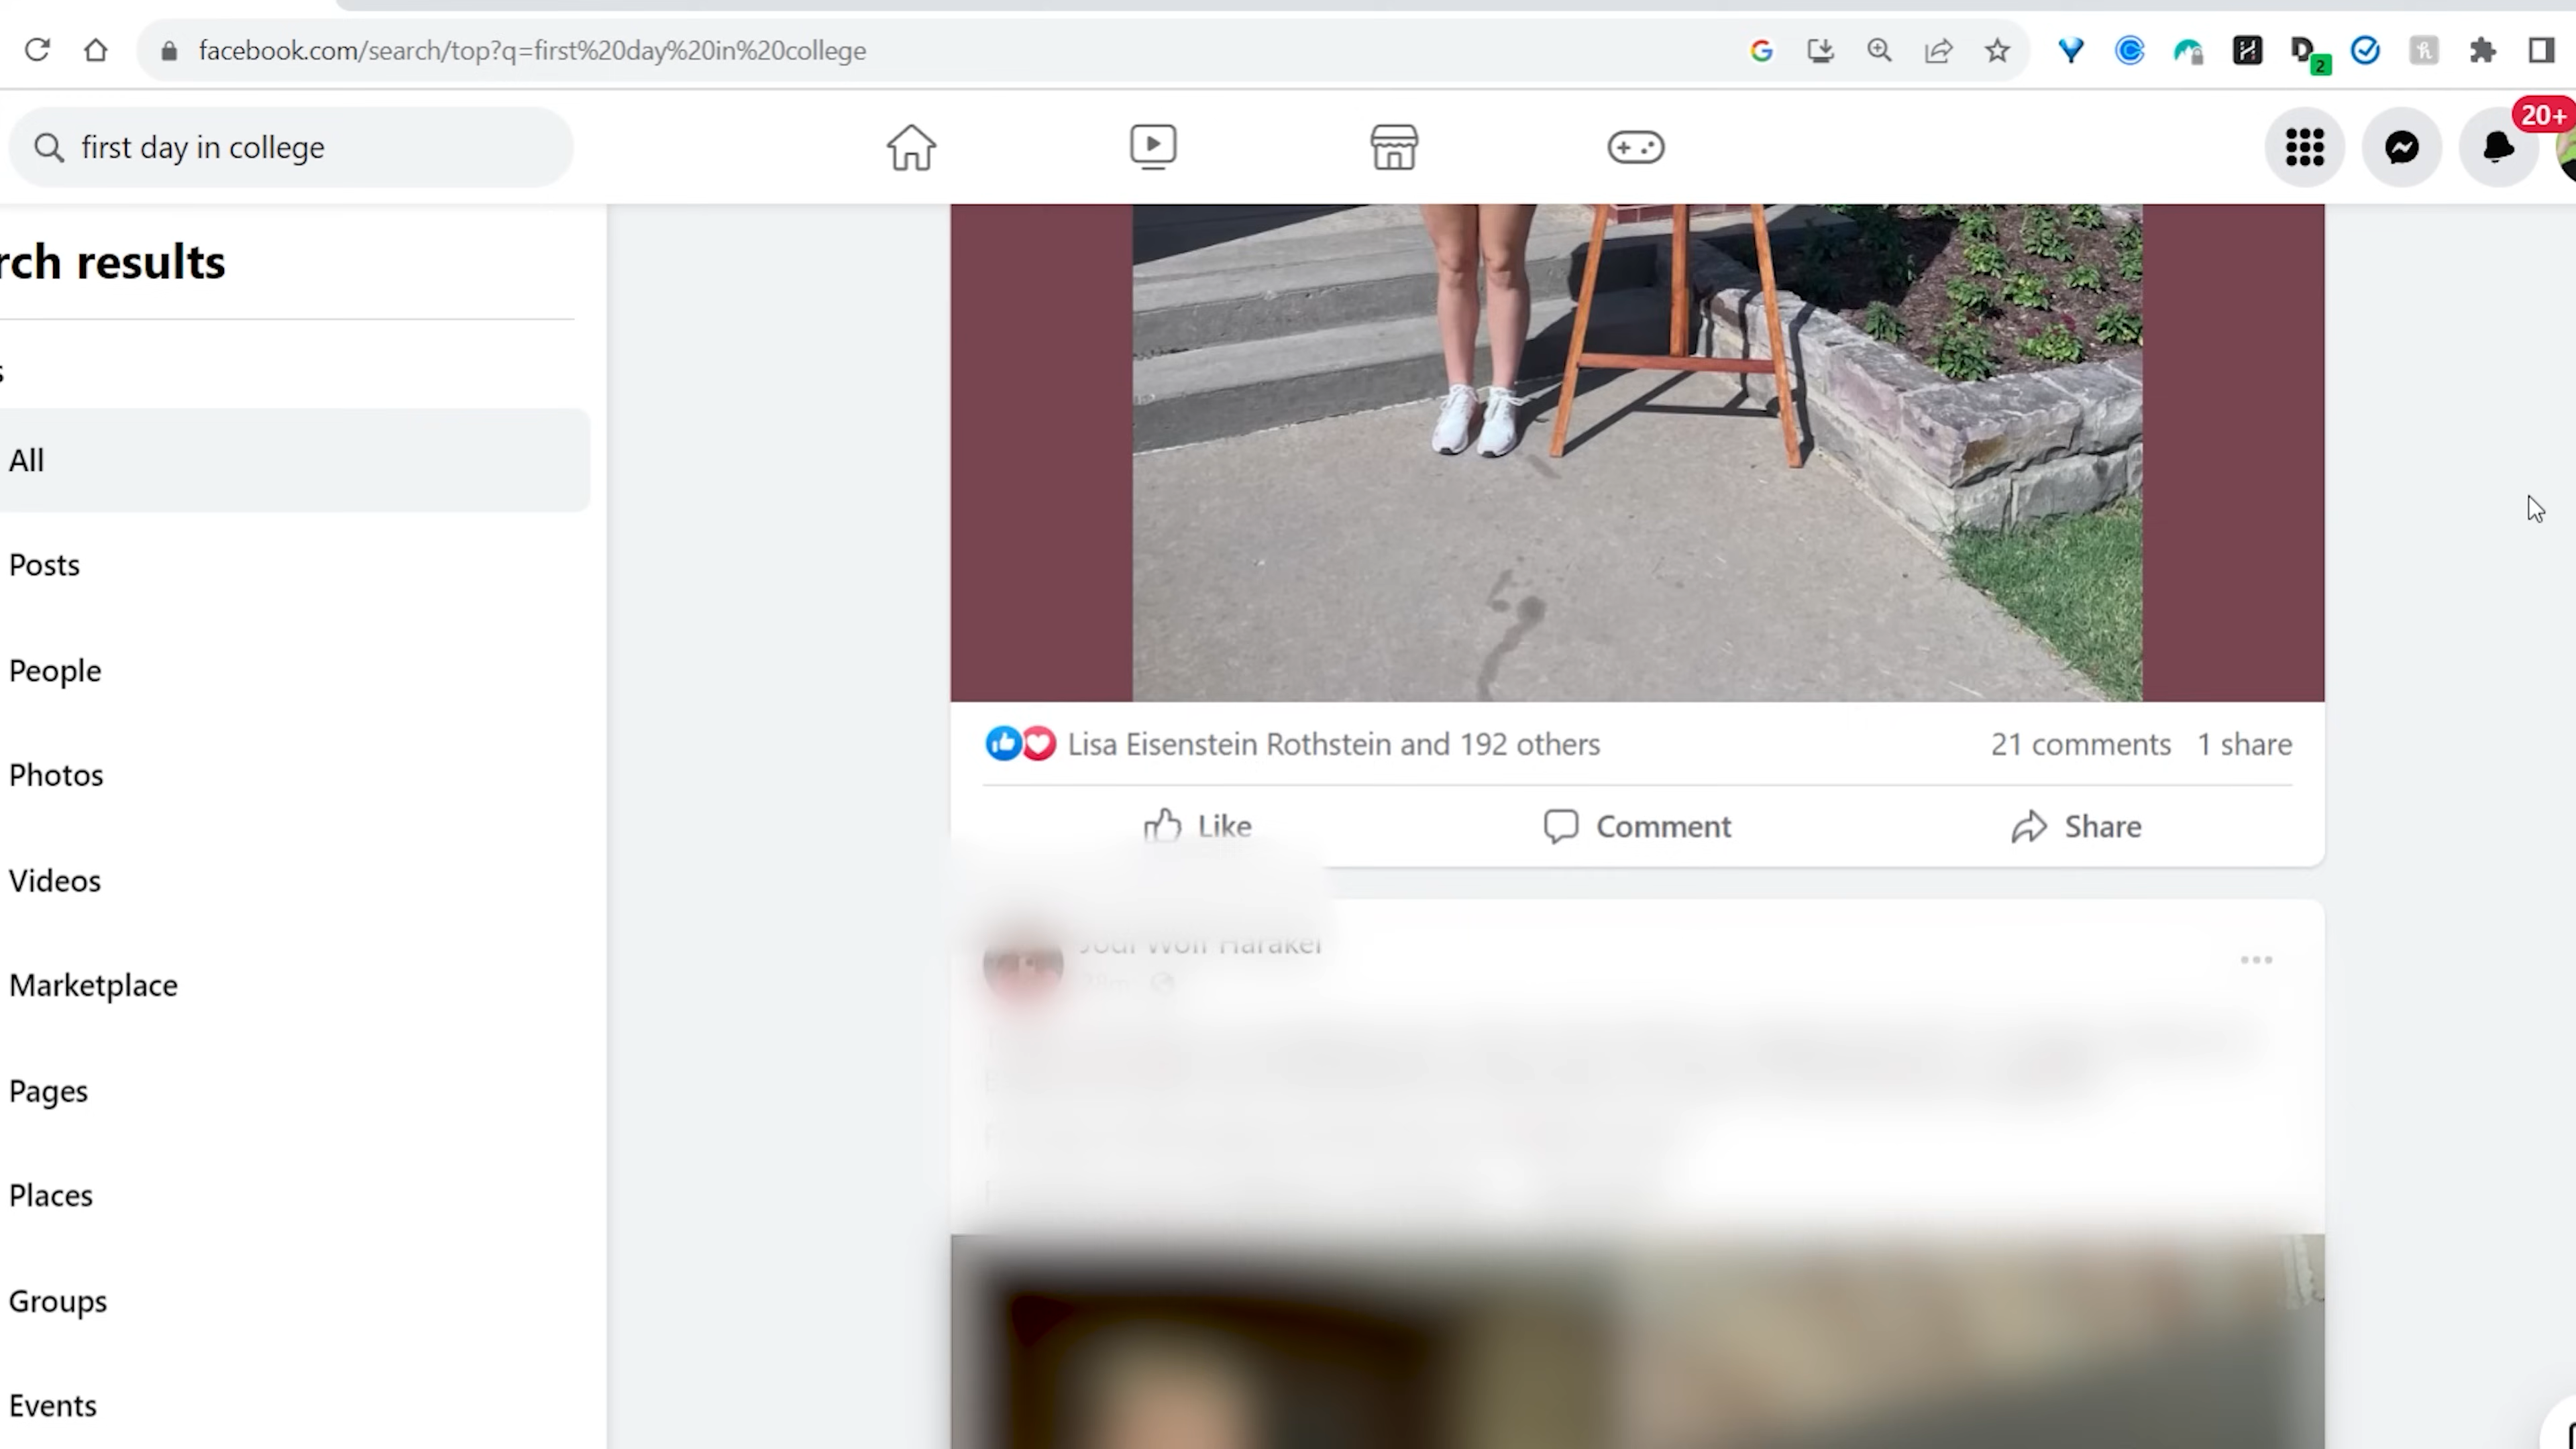 facebook.com/search/top?q=first%20day%20in%20college
2
first day in college
20+
rch results
s
All
Posts
People
Photos
Videos
Marketplace
Pages
Places
Groups
Events
Lisa Eisenstein Rothstein and 192 others
21 comments 1 share
Like
Comment
Share